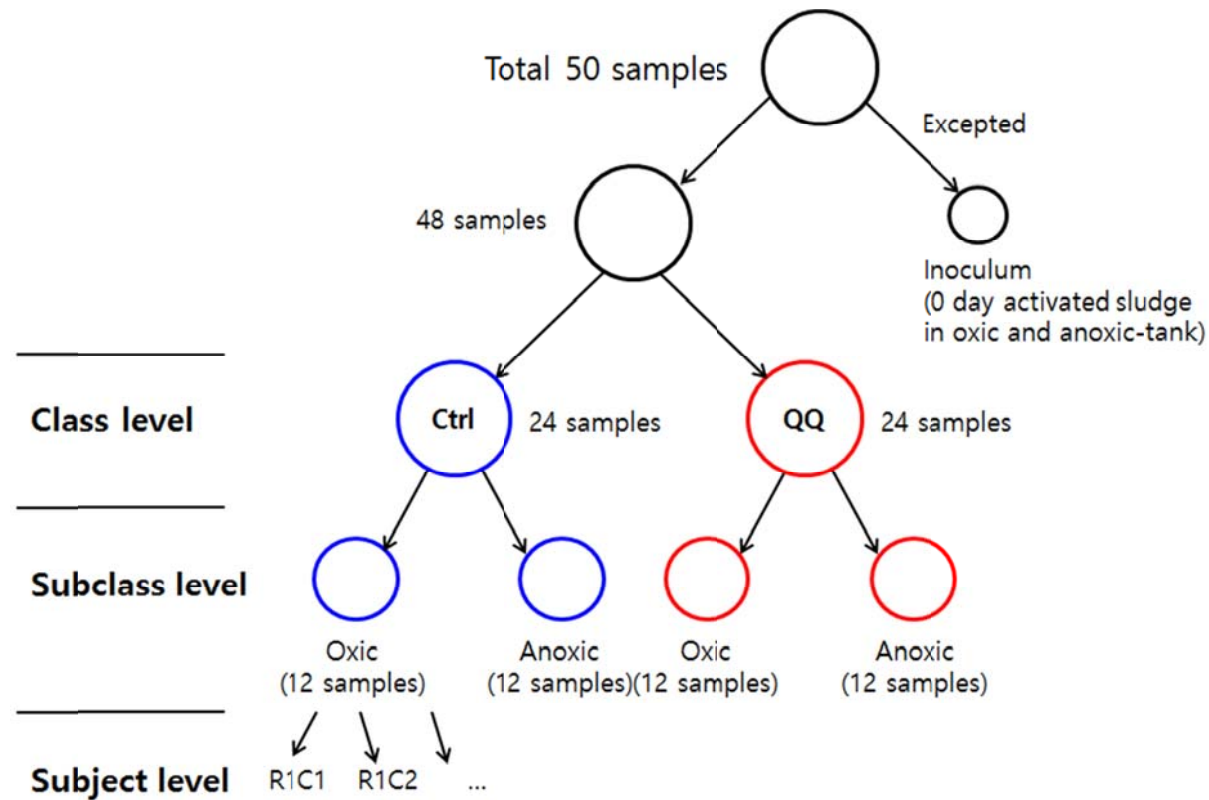 Total 50 samples
Excepted
48 samples
Inoculum
(0 day activated sludge
in oxic and anoxic-tank)
Class level
Ctrl
24 samples
QQ
24 samples
Subclass level
Oxic
(12 samples)
Anoxic
(12 samples)
Oxic
(12 samples)
Anoxic
(12 samples)
Subject level
R1C1
R1C2
...